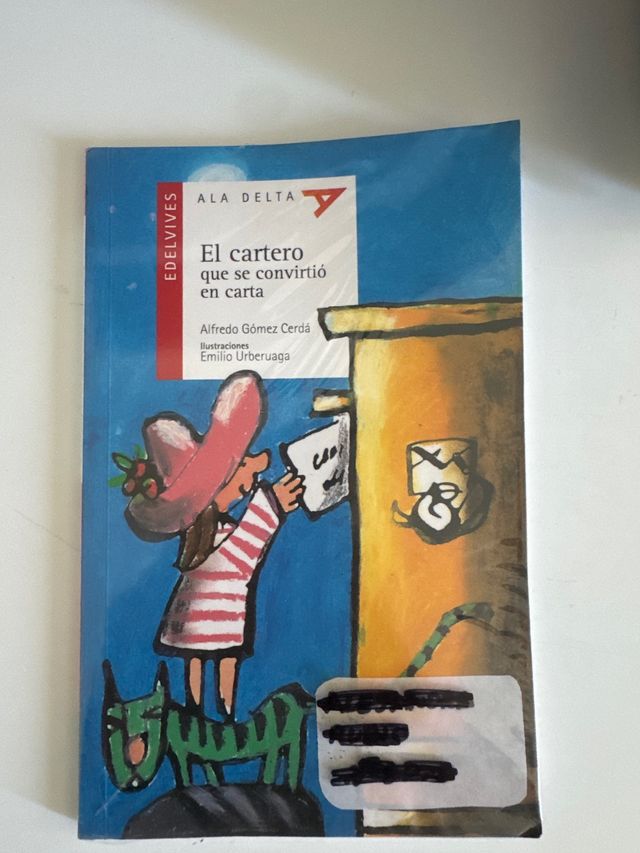 EDELVIVES
ALA DELTA
El cartero
que se convirtió
en carta
Alfredo Gómez Cerdá
Ilustraciones
Emilio Urberuaga